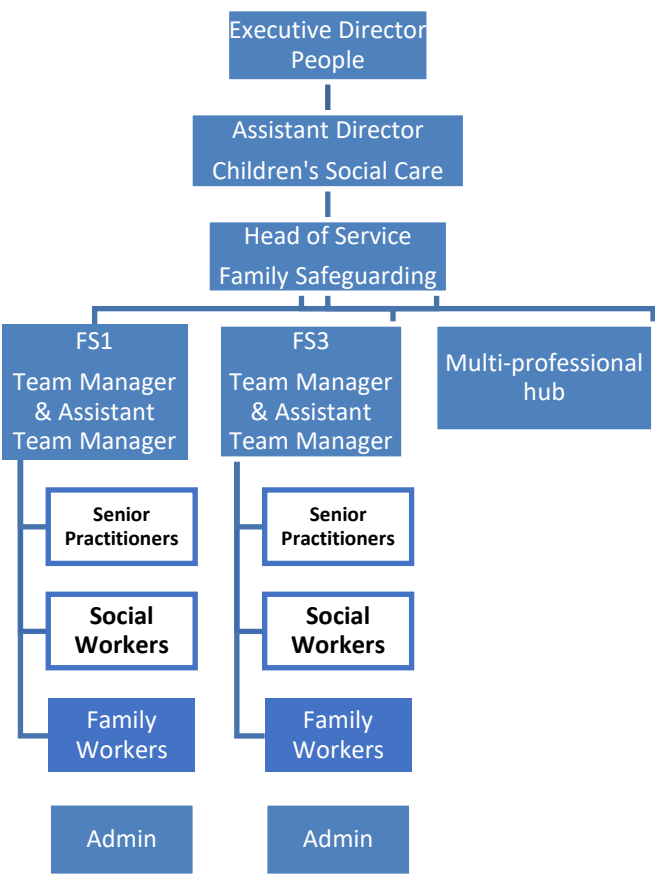 Executive Director
People
Assistant Director
Children's Social Care
Head of Service
Family Safeguarding
FS1
Team Manager
& Assistant
Team Manager
FS3
Team Manager
& Assistant
Team Manager
Multi-professional
hub
Senior
Practitioners
Senior
Practitioners
Social
Workers
Social
Workers
Family
Workers
Family
Workers
Admin
Admin